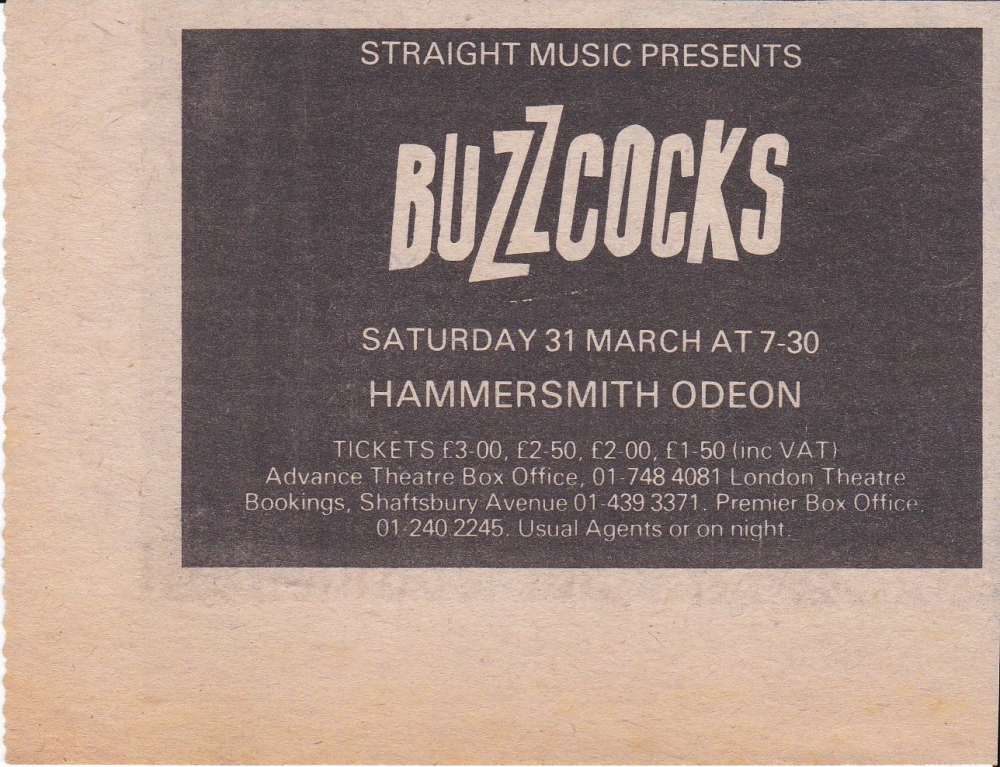 STRAIGHT MUSIC PRESENTS
BUZZCOCKS
SATURDAY 31 MARCH AT 7-30
HAMMERSMITH ODEON
TICKETS £3-00, £2-50, £2-00, £1-50 (inc VAT)
Advance Theatre Box Office, 01-748 4081 London Theatre
Bookings, Shaftsbury Avenue 01-439 3371. Premier Box Office,
01-240 2245. Usual Agents or on night.